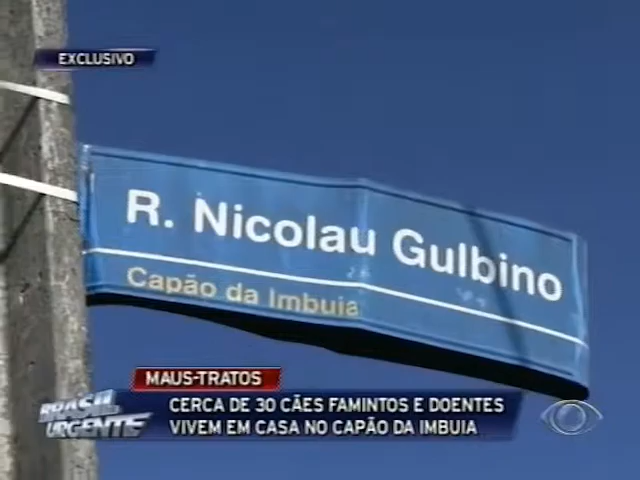 EXCLUSIVO
R. Nicolau Gulbino
Capão da Imbuia
MAUS-TRATOS
BRASIL
URGENTE
CERCA DE 30 CÃES FAMINTOS E DOENTES
VIVEM EM CASA NO CAPÃO DA IMBUIA